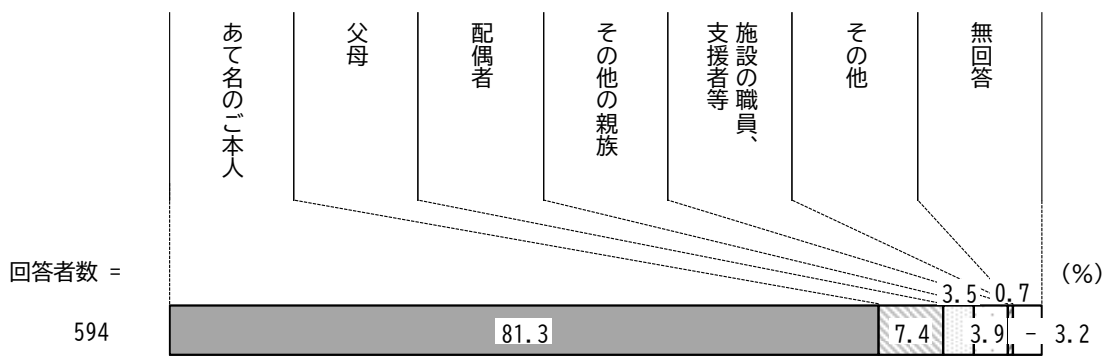 あて名のご本人
父母
配偶者
その他の親族
施設の職員、
支援者等
その他
無回答
回答者数 =
(%)
3.5
0.7
594
81.3
7.4
3.9
-
3.2